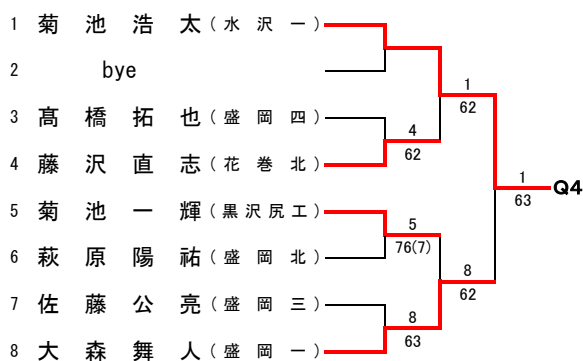 1 菊池浩太(水沢一)
2 bye
3 髙橋拓也(盛岡四)
4 藤沢直志(花巻北)
5 菊池一輝(黒沢尻工)
6 萩原陽祐(盛岡北)
7 佐藤公亮(盛岡三)
8 大森舞人(盛岡一)
4
62
5
76(7)
8
63
1
62
8
62
1
63
Q4